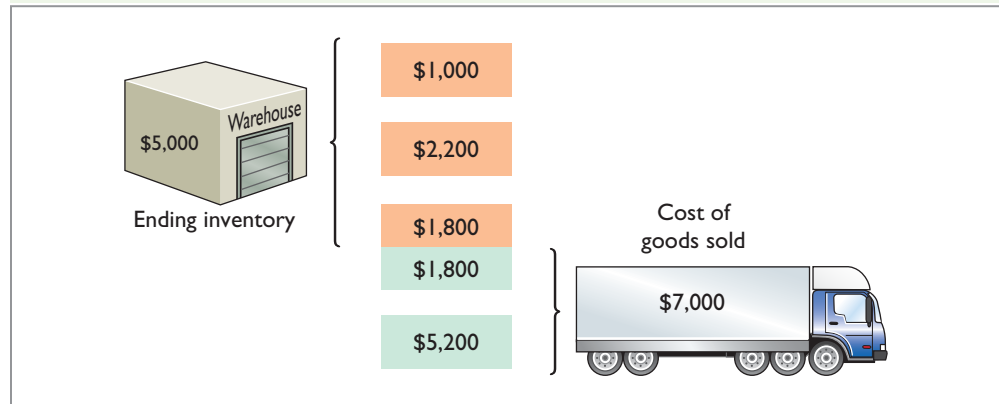 $1,000
Warehouse
$5,000
$2,200
Ending inventory
$1,800
Cost of
goods sold
$1,800
$7,000
$5,200